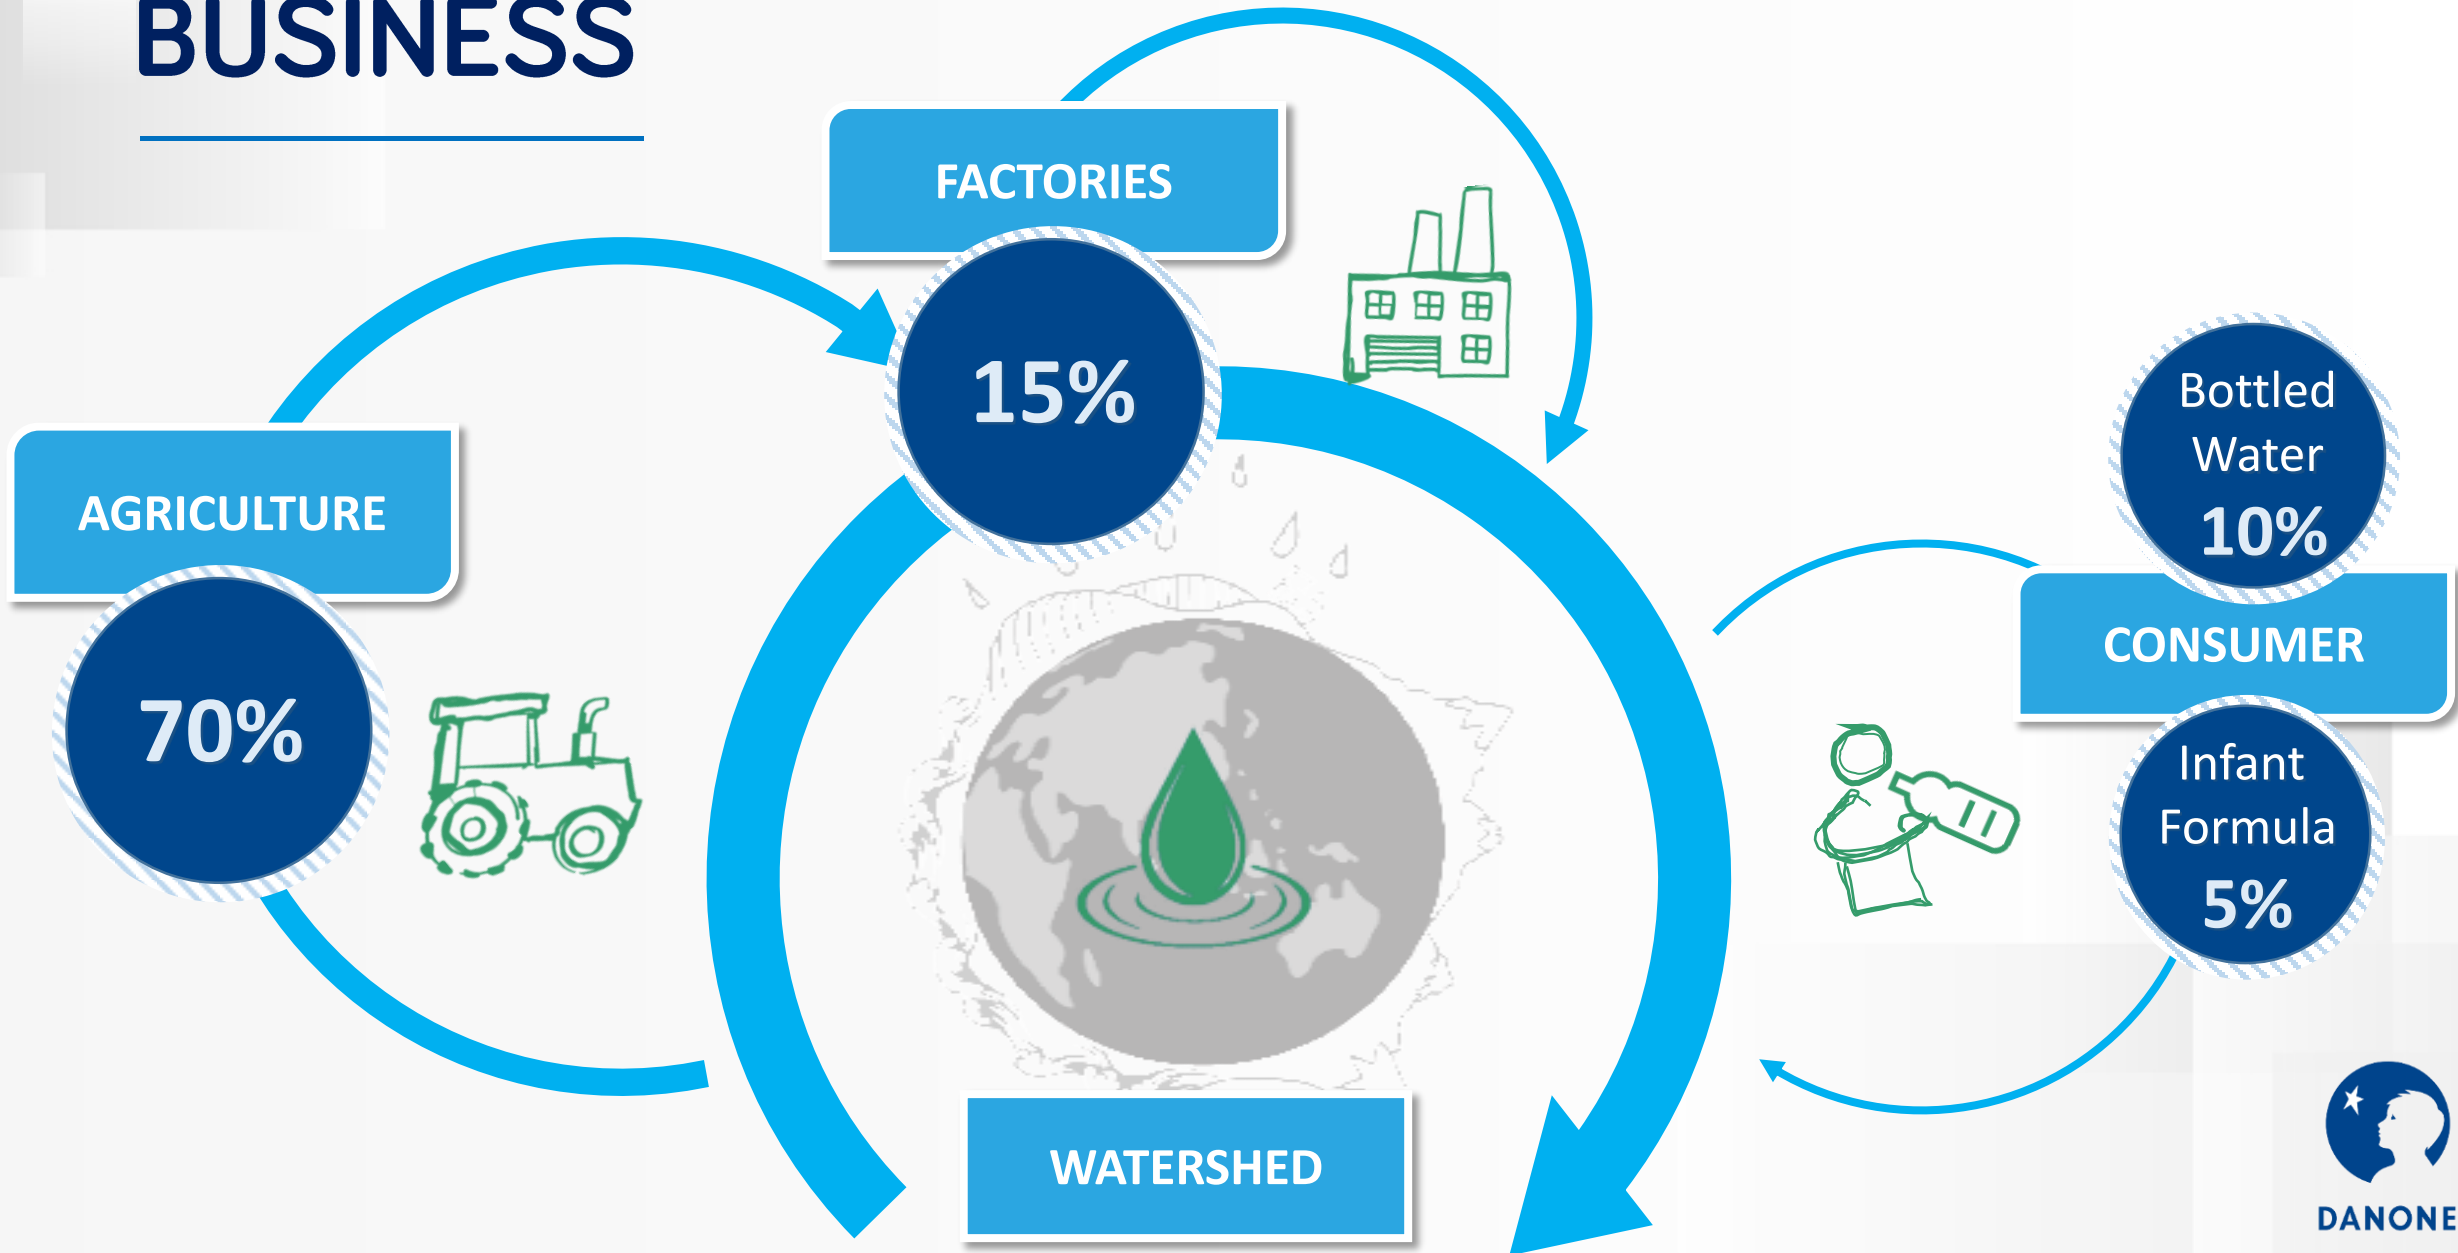 BUSINESS
FACTORIES
15%
AGRICULTURE
70%
Bottled
Water
10%
CONSUMER
Infant
Formula
5%
WATERSHED
DANONE